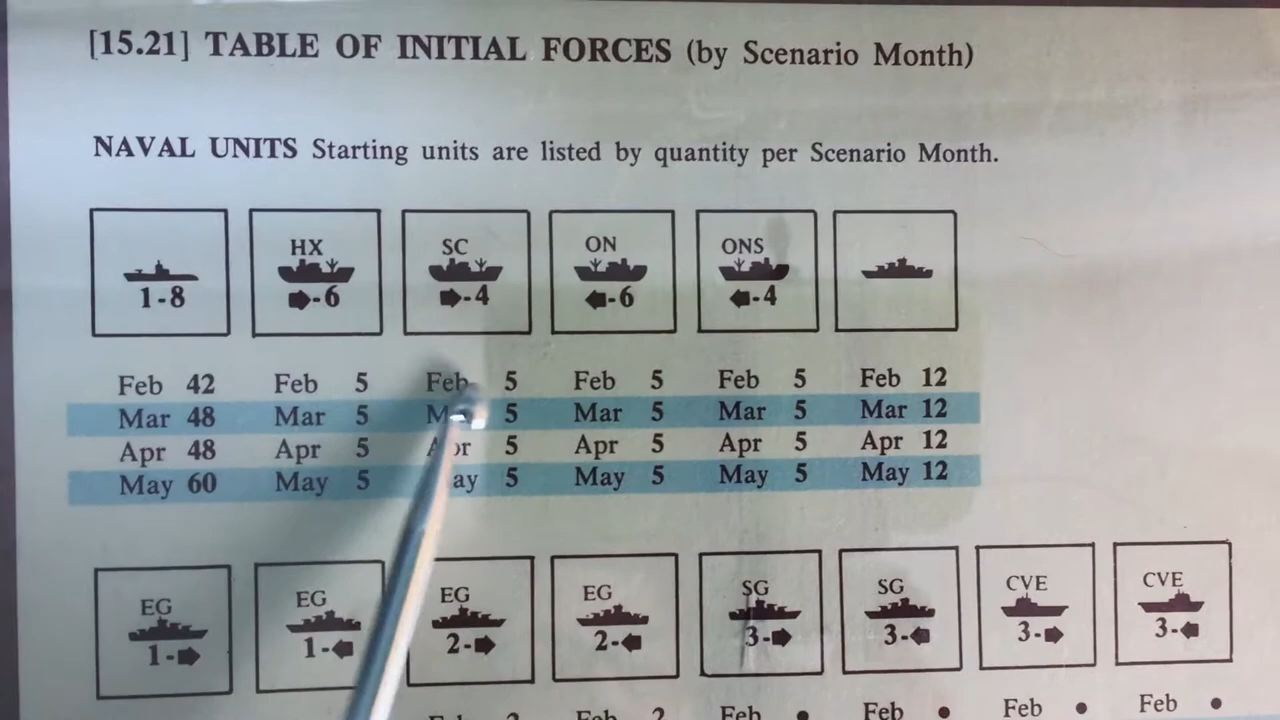 [15.21] TABLE OF INITIAL FORCES (by Scenario Month)
NAVAL UNITS Starting units are listed by quantity per Scenario Month.
HX SC ON ONS
1-8 -6 -4 -6 -4
Feb 42 Feb 5 Feb 5 Feb 5 Feb 5 Feb 12
Mar 48 Mar 5 5 Mar 5 Mar 5 Mar 12
Apr 48 Apr 5 5 Apr 5 Apr 5 Apr 12
May 60 May 5 5 May 5 May 5 May 12
EG EG EG EG SG SG CVE CVE
1- 1- 2- 2- 3- 3- 3- 3-
Feb 2 Feb • Feb • Feb • Feb •